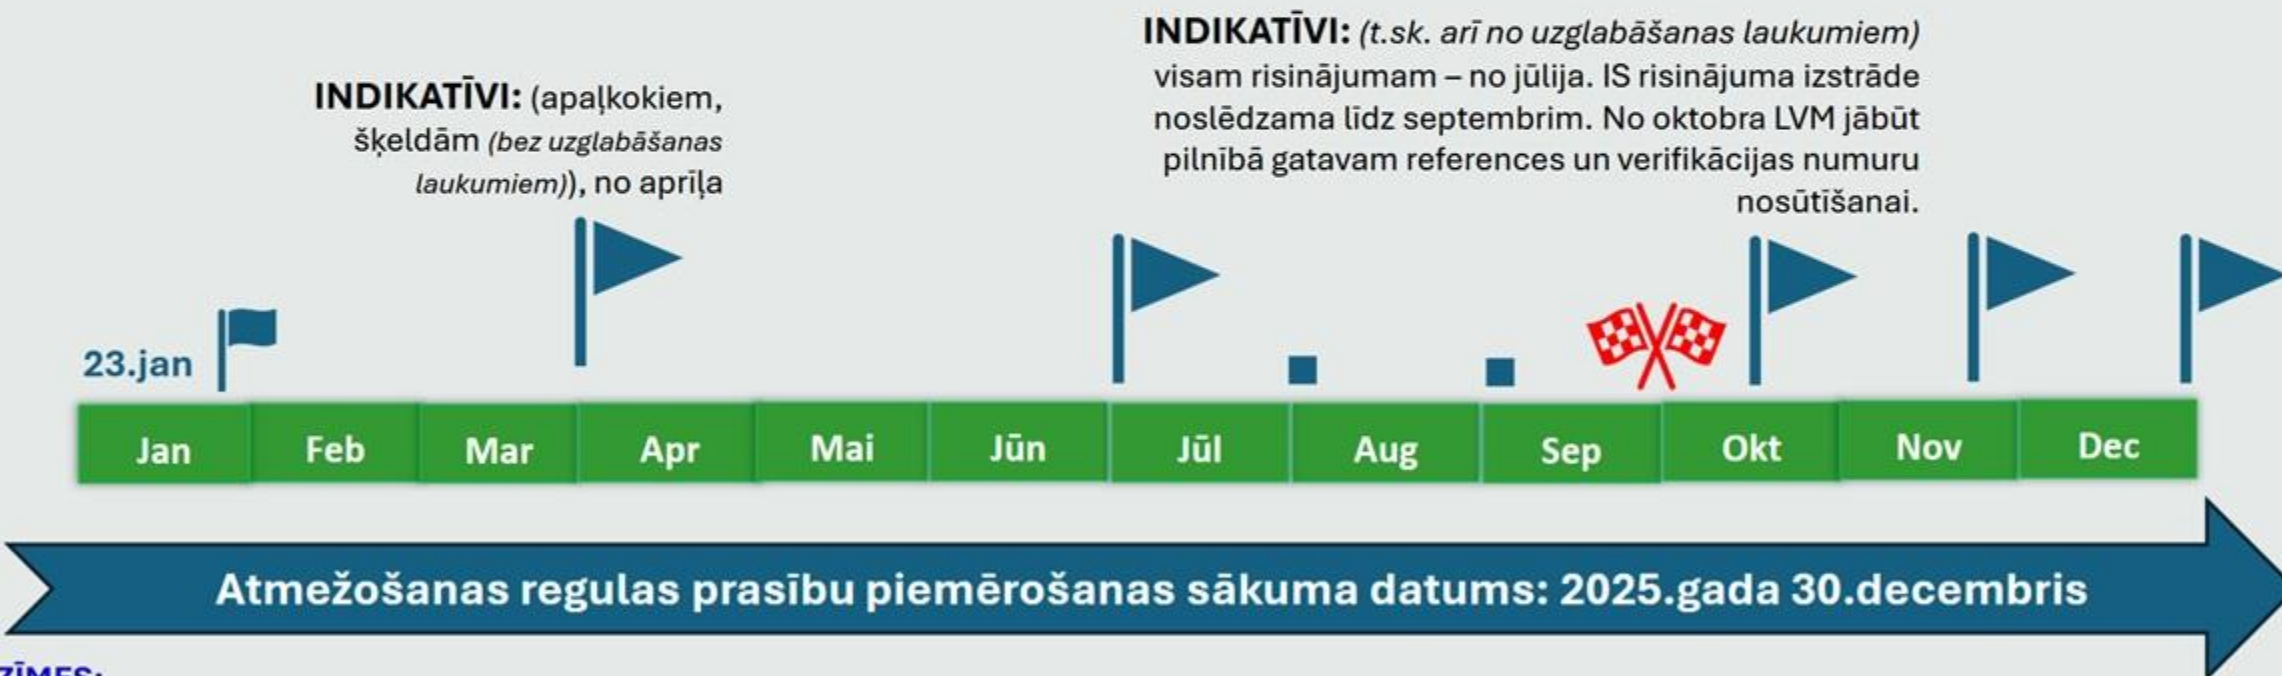 INDIKATĪVI: (t.sk. arī no uzglabāšanas laukumiem)
visam risinājumam – no jūlija. IS risinājuma izstrāde
noslēdzama līdz septembrim. No oktobra LVM jābūt
pilnībā gatavam references un verifikācijas numuru
nosūtīšanai.
INDIKATĪVI: (apaļkokiem,
šķeldām (bez uzglabāšanas
laukumiem)), no aprīļa
23.jan
Jan Feb Mar Apr Mai Jūn Jūl Aug Sep Okt Nov Dec
Atmežošanas regulas prasību piemērošanas sākuma datums: 2025.gada 30.decembris